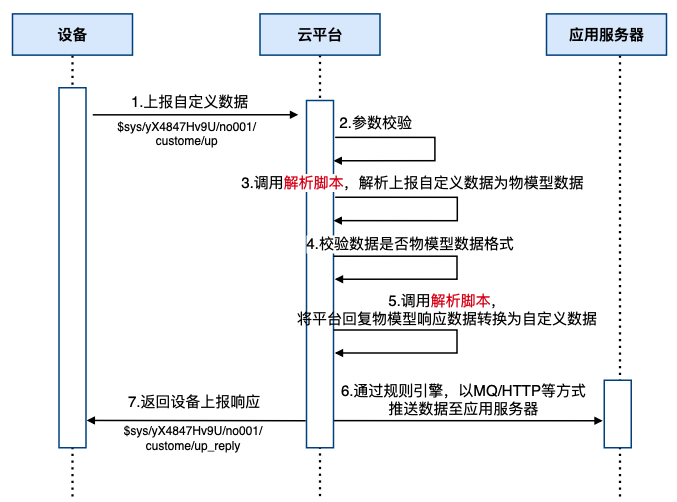 设备
云平台
应用服务器
1.上报自定义数据
$sys/yX4847Hv9U/no001/
custome/up
2.参数校验
3.调用解析脚本，解析上报自定义数据为物模型数据
4.校验数据是否物模型数据格式
5.调用解析脚本，
将平台回复物模型响应数据转换为自定义数据
6.通过规则引擎，以MQ/HTTP等方式
推送数据至应用服务器
7.返回设备上报响应
$sys/yX4847Hv9U/no001/
custome/up_reply